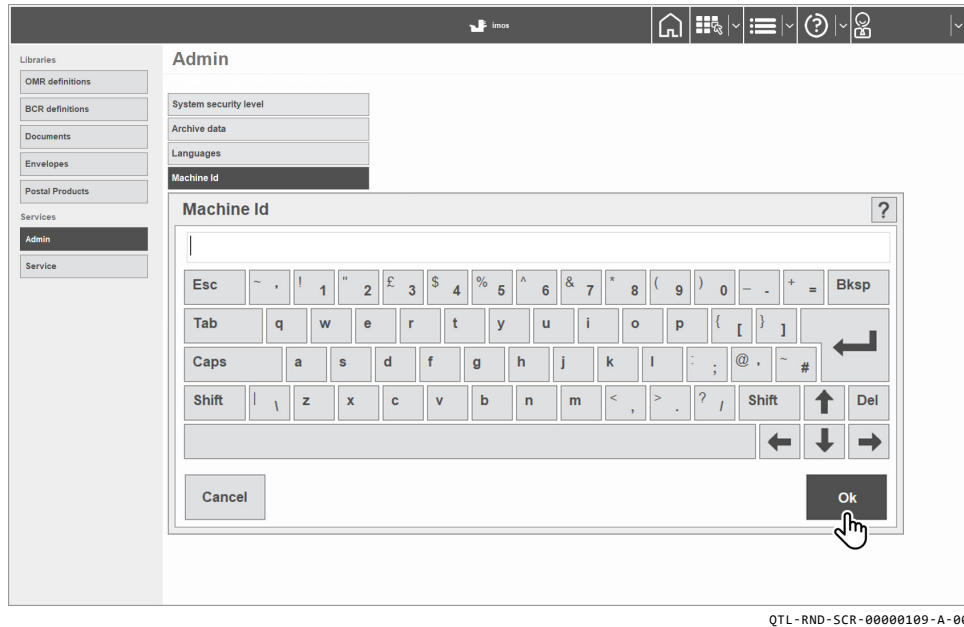 imos
Libraries
OMR definitions
BCR definitions
Documents
Envelopes
Postal Products
Services
Admin
Service
Admin
System security level
Archive data
Languages
Machine Id
Machine Id
?
Esc ~ ' ! 1 " 2 £ 3 $ 4 % 5 ^ 6 & 7 * 8 ( 9 ) 0 _ - + = Bksp
Tab q w e r t y u i o p { [ } ]
Caps a s d f g h j k l : ; @ ' ~ #
Shift | \ z x c v b n m < , > . ? / Shift Del
Cancel
Ok
QTL-RND-SCR-00000109-A-00